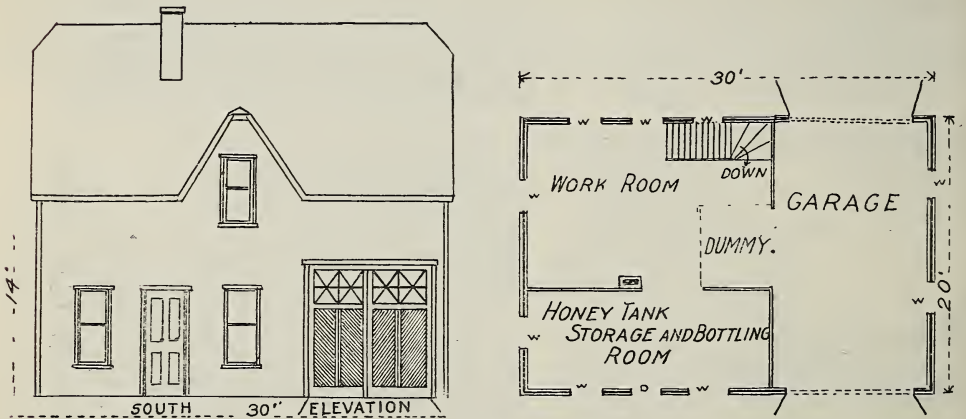 14'
SOUTH 30' ELEVATION
30'
W W W
DOWN
WORK ROOM
W
W
GARAGE
DUMMY.
20'
W
HONEY TANK
STORAGE AND BOTTLING
ROOM
W
W D W